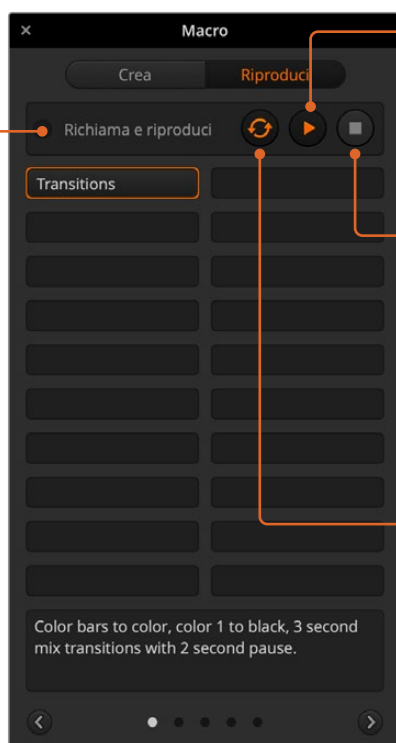 Macro
Crea
Riproduci
Richiama e riproduci
Transitions
Color bars to color, color 1 to black, 3 second
mix transitions with 2 second pause.